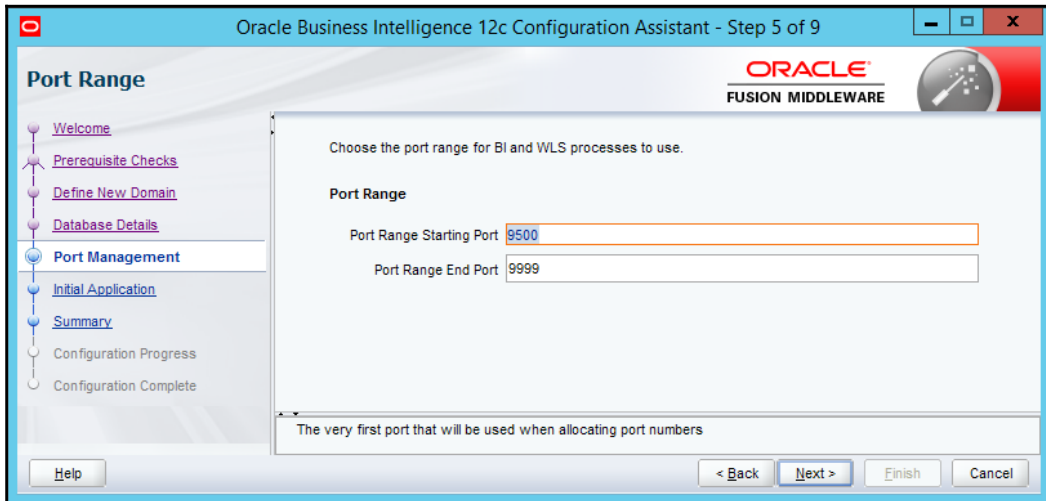 Oracle Business Intelligence 12c Configuration Assistant - Step 5 of 9
Port Range
ORACLE
FUSION MIDDLEWARE
Welcome
Prerequisite Checks
Define New Domain
Database Details
Port Management
Initial Application
Summary
Configuration Progress
Configuration Complete
Choose the port range for BI and WLS processes to use.
Port Range
Port Range Starting Port 9500
Port Range End Port 9999
The very first port that will be used when allocating port numbers
Help
< Back Next > Finish Cancel